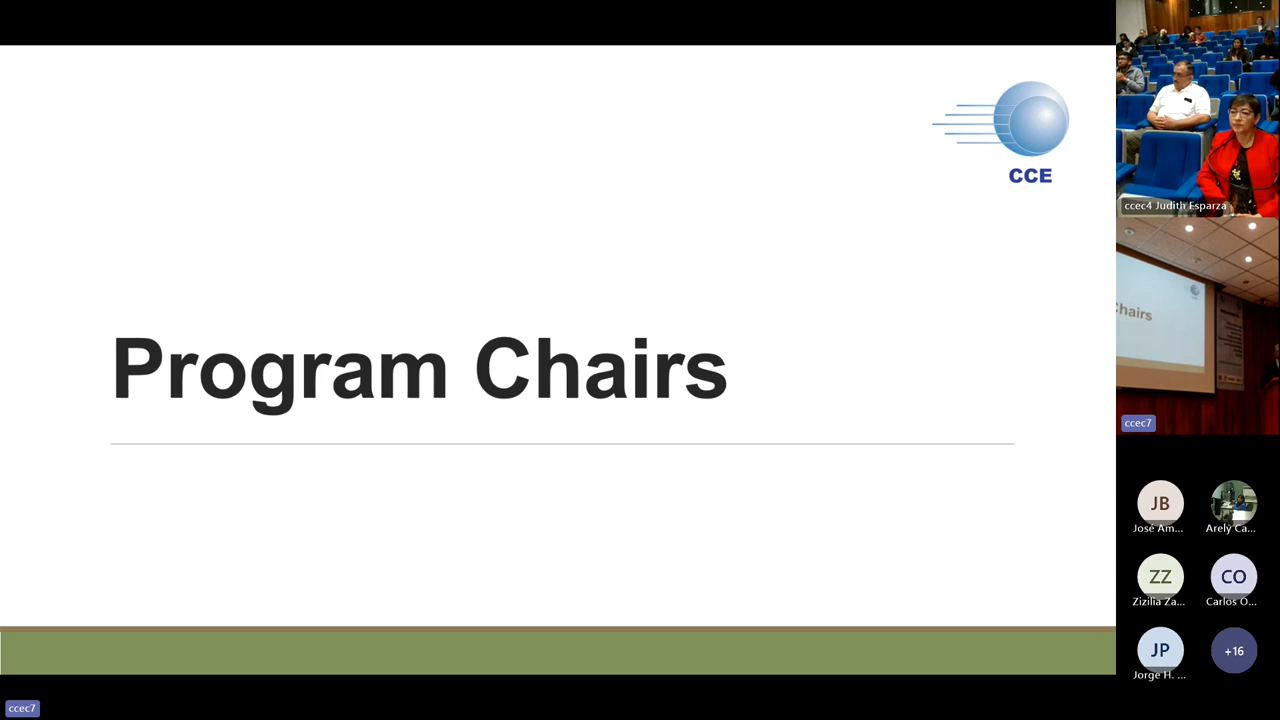 CCE
Program Chairs
ccec4 Judith Esparza
Chairs
ccec7
JB
José Am...
Arely Ca...
ZZ
Zizilia Za...
CO
Carlos O...
JP
Jorge H. ...
+16
ccec7